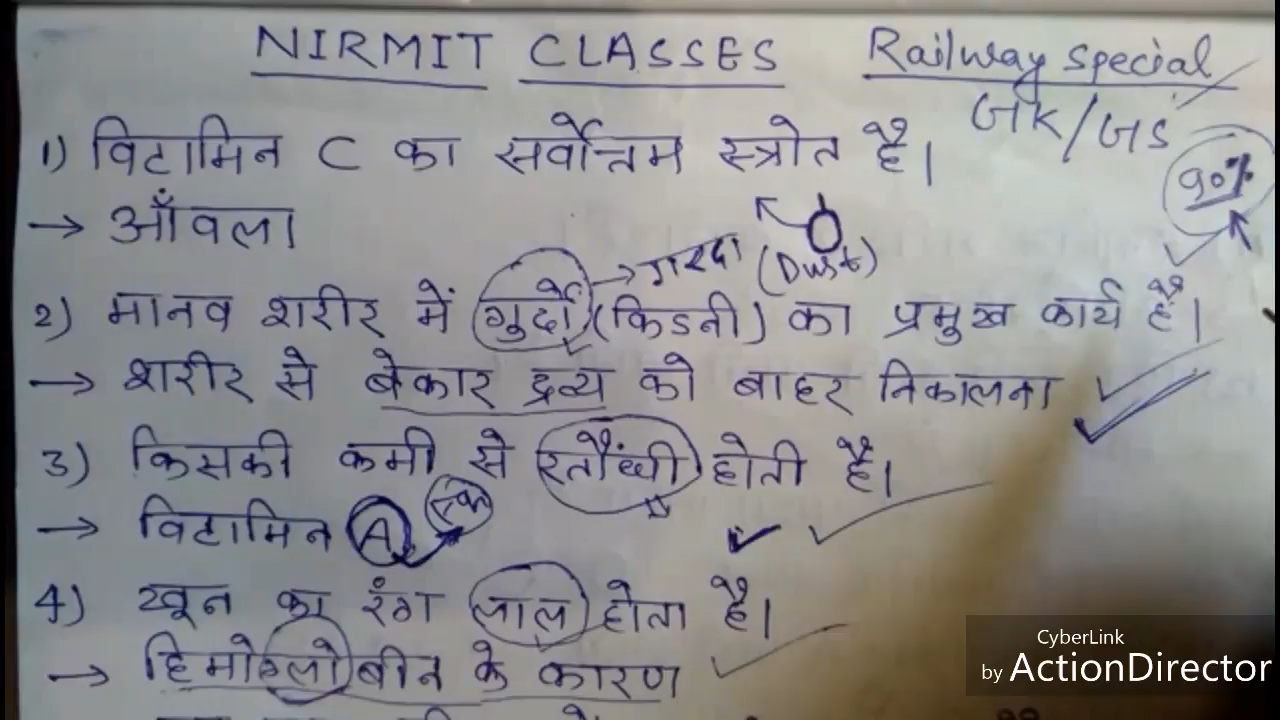 NIRMIT CLASSES Railway special
GK/GS
1) विटामिन C का सर्वोत्तम स्त्रोत है।
90%
→ आँवला
→ गरदा (Dust)
2) मानव शरीर में गुर्दो (किडनी) का प्रमुख कार्य है।
→ शरीर से बेकार द्रव्य को बाहर निकालना
3) किसकी कमी से रतौंधी होती है।
→ विटामिन A
4) खून का रंग लाल होता है।
→ हिमोग्लोबीन के कारण
CyberLink
by ActionDirector